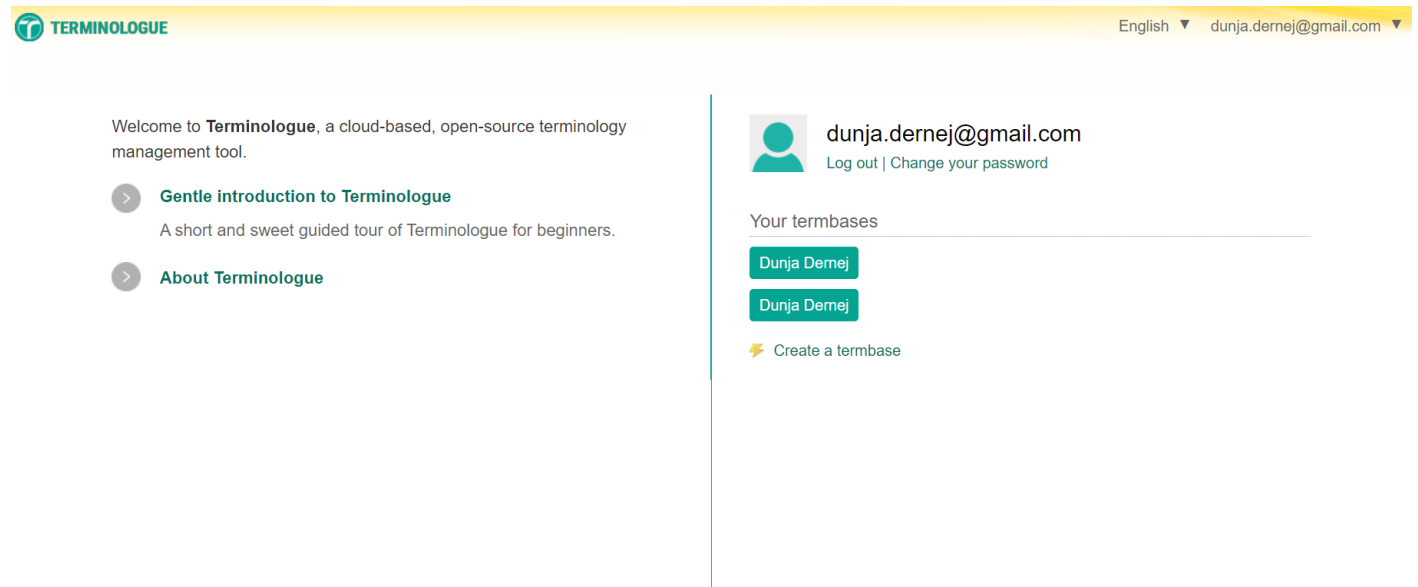 TERMINOLOGUE
English ▼ dunja.dernej@gmail.com ▼
Welcome to Terminologue, a cloud-based, open-source terminology
management tool.
Gentle introduction to Terminologue
A short and sweet guided tour of Terminologue for beginners.
About Terminologue
dunja.dernej@gmail.com
Log out | Change your password
Your termbases
Dunja Dernej
Dunja Dernej
Create a termbase